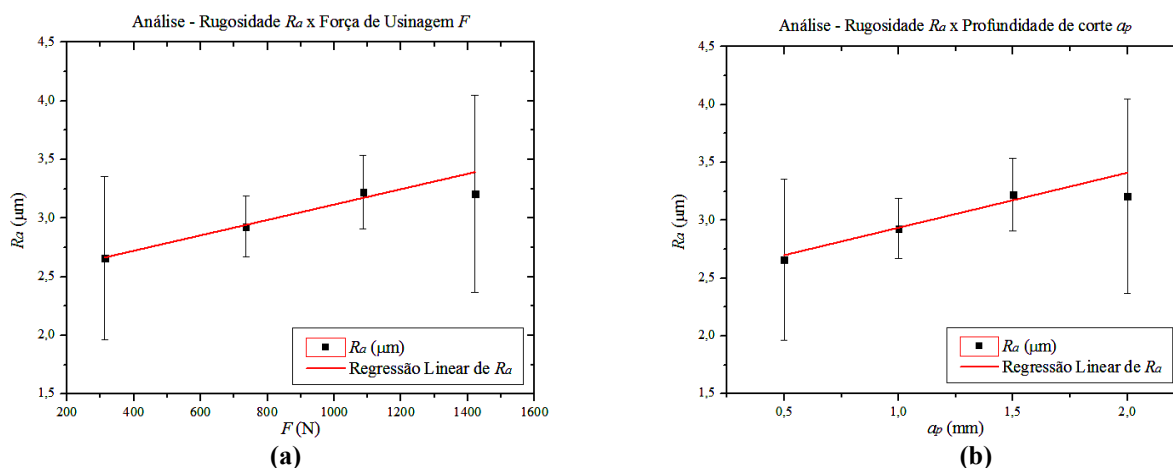 Análise - Rugosidade Ra x Força de Usinagem F
4,5
4,0
3,5
3,0
2,5
2,0
1,5
Ra (μm)
200 400 600 800 1000 1200 1400 1600
F (N)
Ra (μm)
Regressão Linear de Ra
(a)
Análise - Rugosidade Ra x Profundidade de corte ap
4,5
4,0
3,5
3,0
2,5
2,0
1,5
Ra (μm)
0,5 1,0 1,5 2,0
ap (mm)
Ra (μm)
Regressão Linear de Ra
(b)